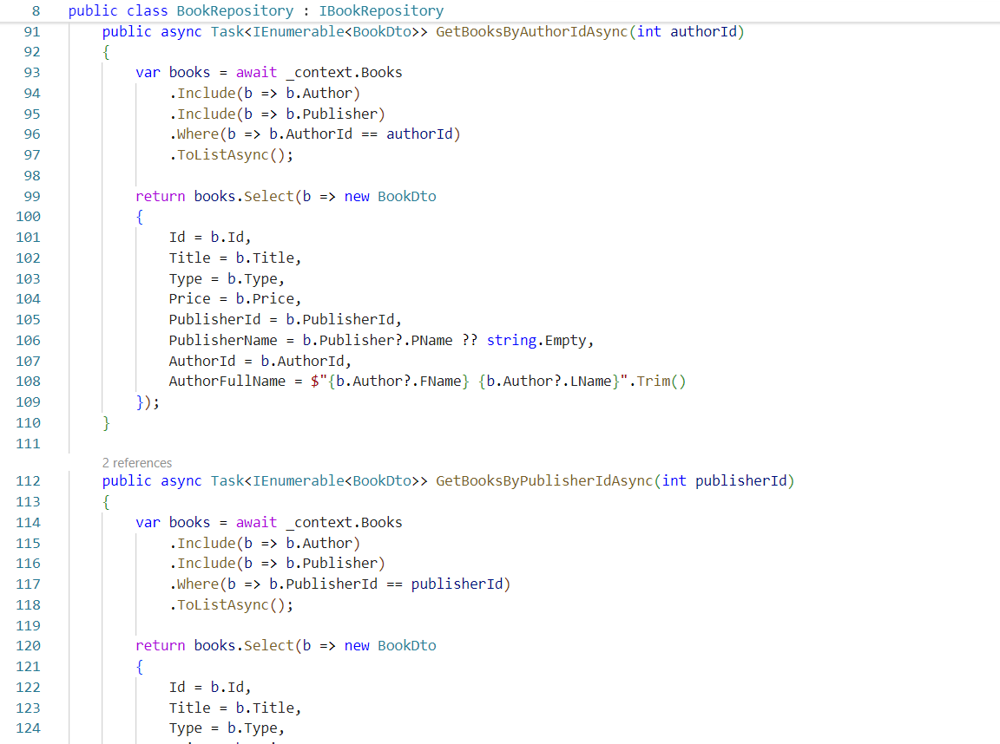 8 public class BookRepository : IBookRepository
91 public async Task<IEnumerable<BookDto>> GetBooksByAuthorIdAsync(int authorId)
92 {
93 var books = await _context.Books
94 .Include(b => b.Author)
95 .Include(b => b.Publisher)
96 .Where(b => b.AuthorId == authorId)
97 .ToListAsync();
98
99 return books.Select(b => new BookDto
100 {
101 Id = b.Id,
102 Title = b.Title,
103 Type = b.Type,
104 Price = b.Price,
105 PublisherId = b.PublisherId,
106 PublisherName = b.Publisher?.PName ?? string.Empty,
107 AuthorId = b.AuthorId,
108 AuthorFullName = $"{b.Author?.FName} {b.Author?.LName}".Trim()
109 });
110 }
111
2 references
112 public async Task<IEnumerable<BookDto>> GetBooksByPublisherIdAsync(int publisherId)
113 {
114 var books = await _context.Books
115 .Include(b => b.Author)
116 .Include(b => b.Publisher)
117 .Where(b => b.PublisherId == publisherId)
118 .ToListAsync();
119
120 return books.Select(b => new BookDto
121 {
122 Id = b.Id,
123 Title = b.Title,
124 Type = b.Type,